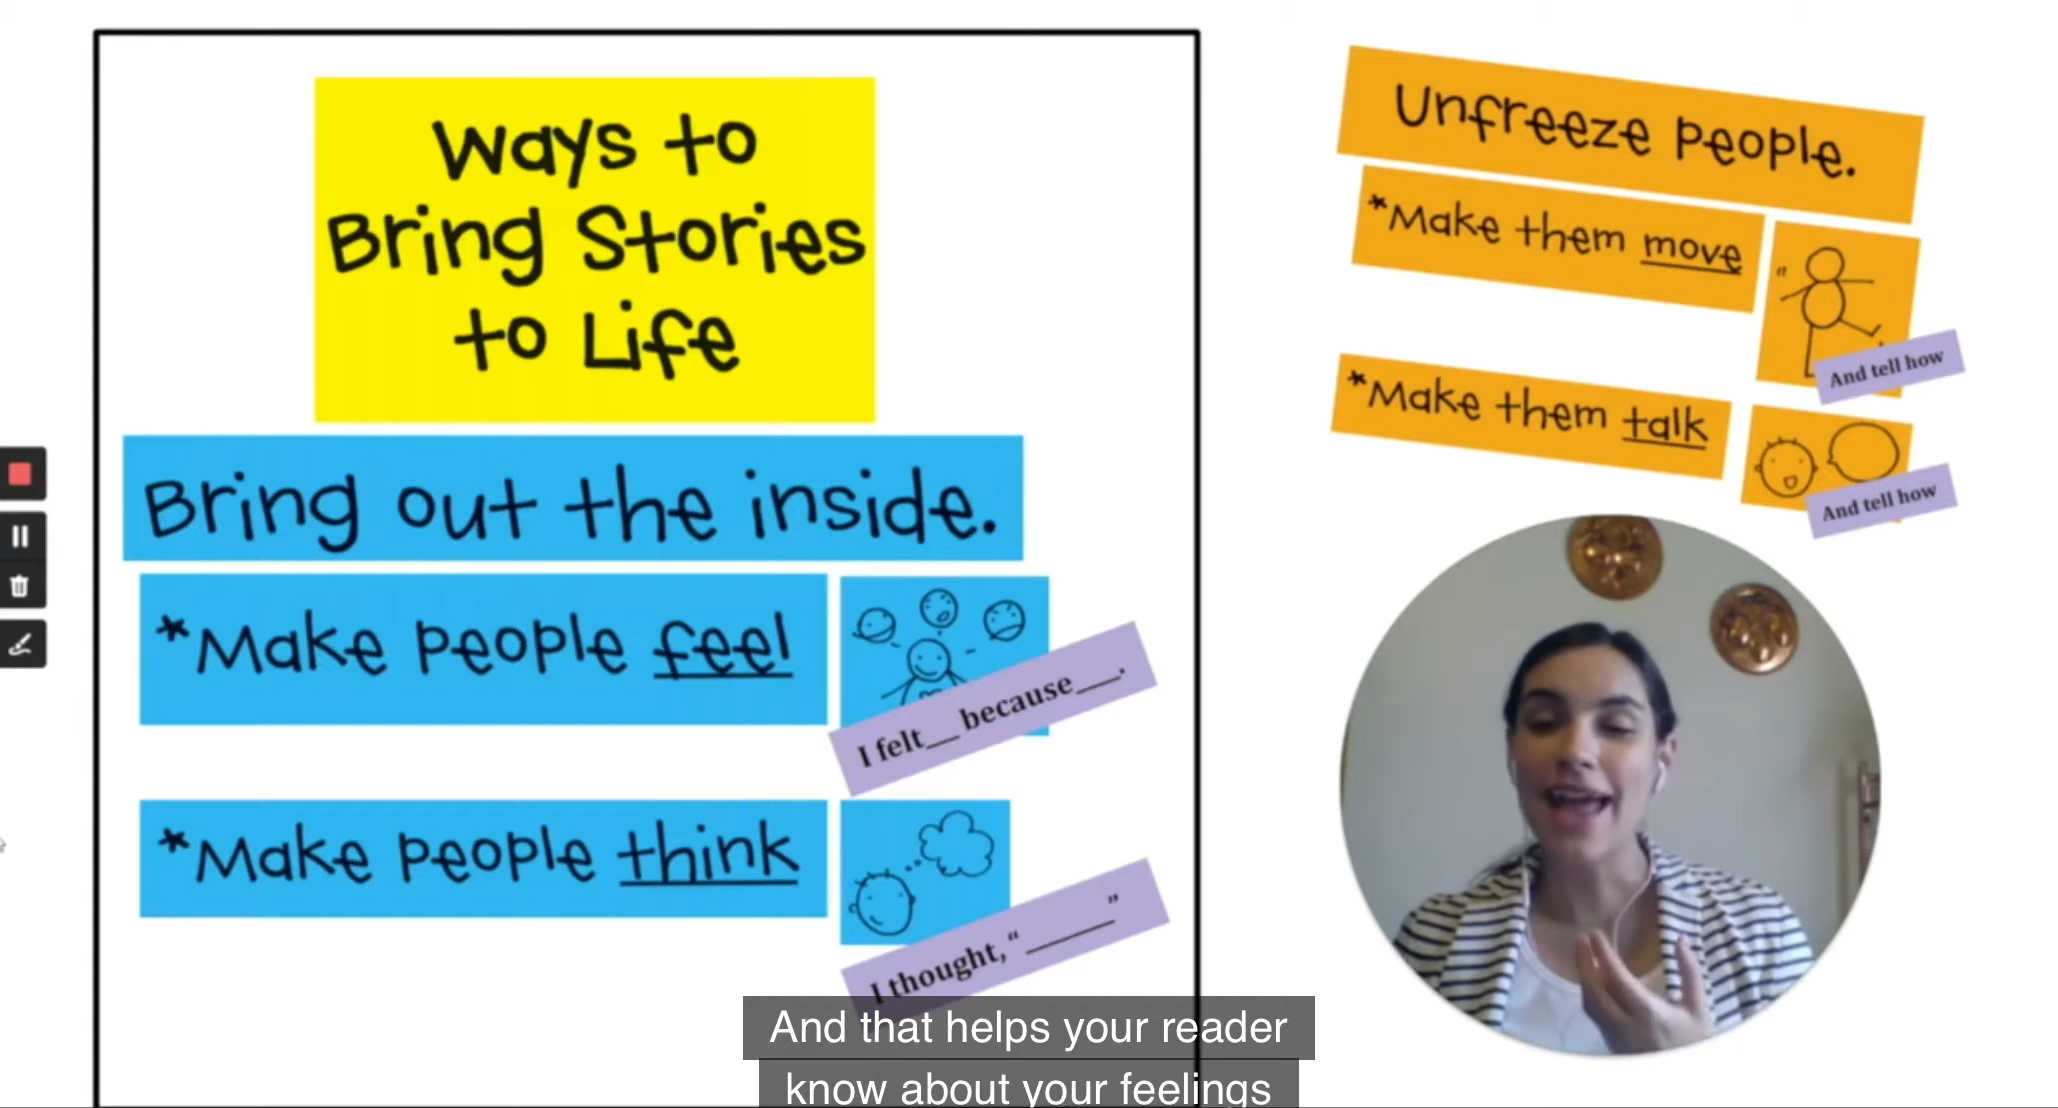 Ways to
Bring Stories
to Life
Bring out the inside.
*Make people feel
I felt__ because___.
*Make people think
I thought, “ _____”
Unfreeze people.
*Make them move
And tell how
*Make them talk
And tell how
And that helps your reader
know about your feelings